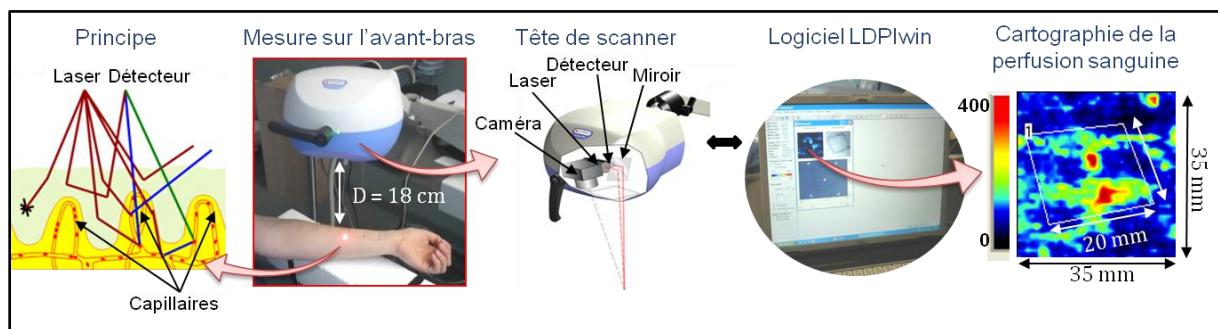 Principe
Laser Détecteur
Capillaires
Mesure sur l'avant-bras
D = 18 cm
Tête de scanner
Laser
Détecteur
Miroir
Caméra
Logiciel LDPIwin
Cartographie de la
perfusion sanguine
400
0
1
20 mm
35 mm
35 mm